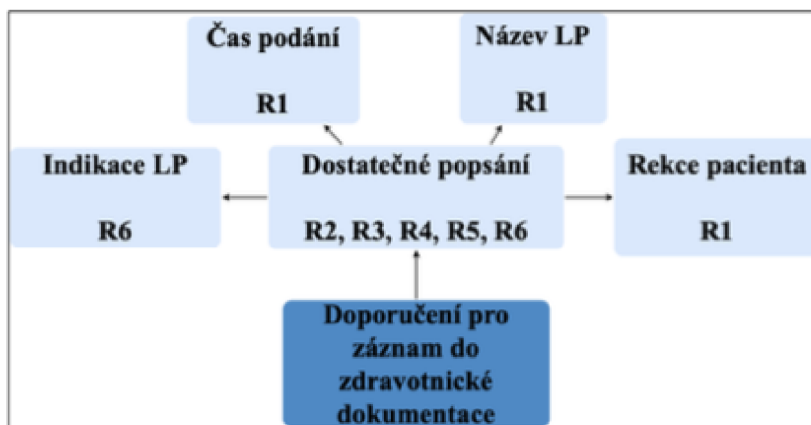 Čas podání
R1
Název LP
R1
Indikace LP
R6
Dostatečné popsání
R2, R3, R4, R5, R6
Rekce pacienta
R1
Doporučení pro
záznam do
zdravotnické
dokumentace